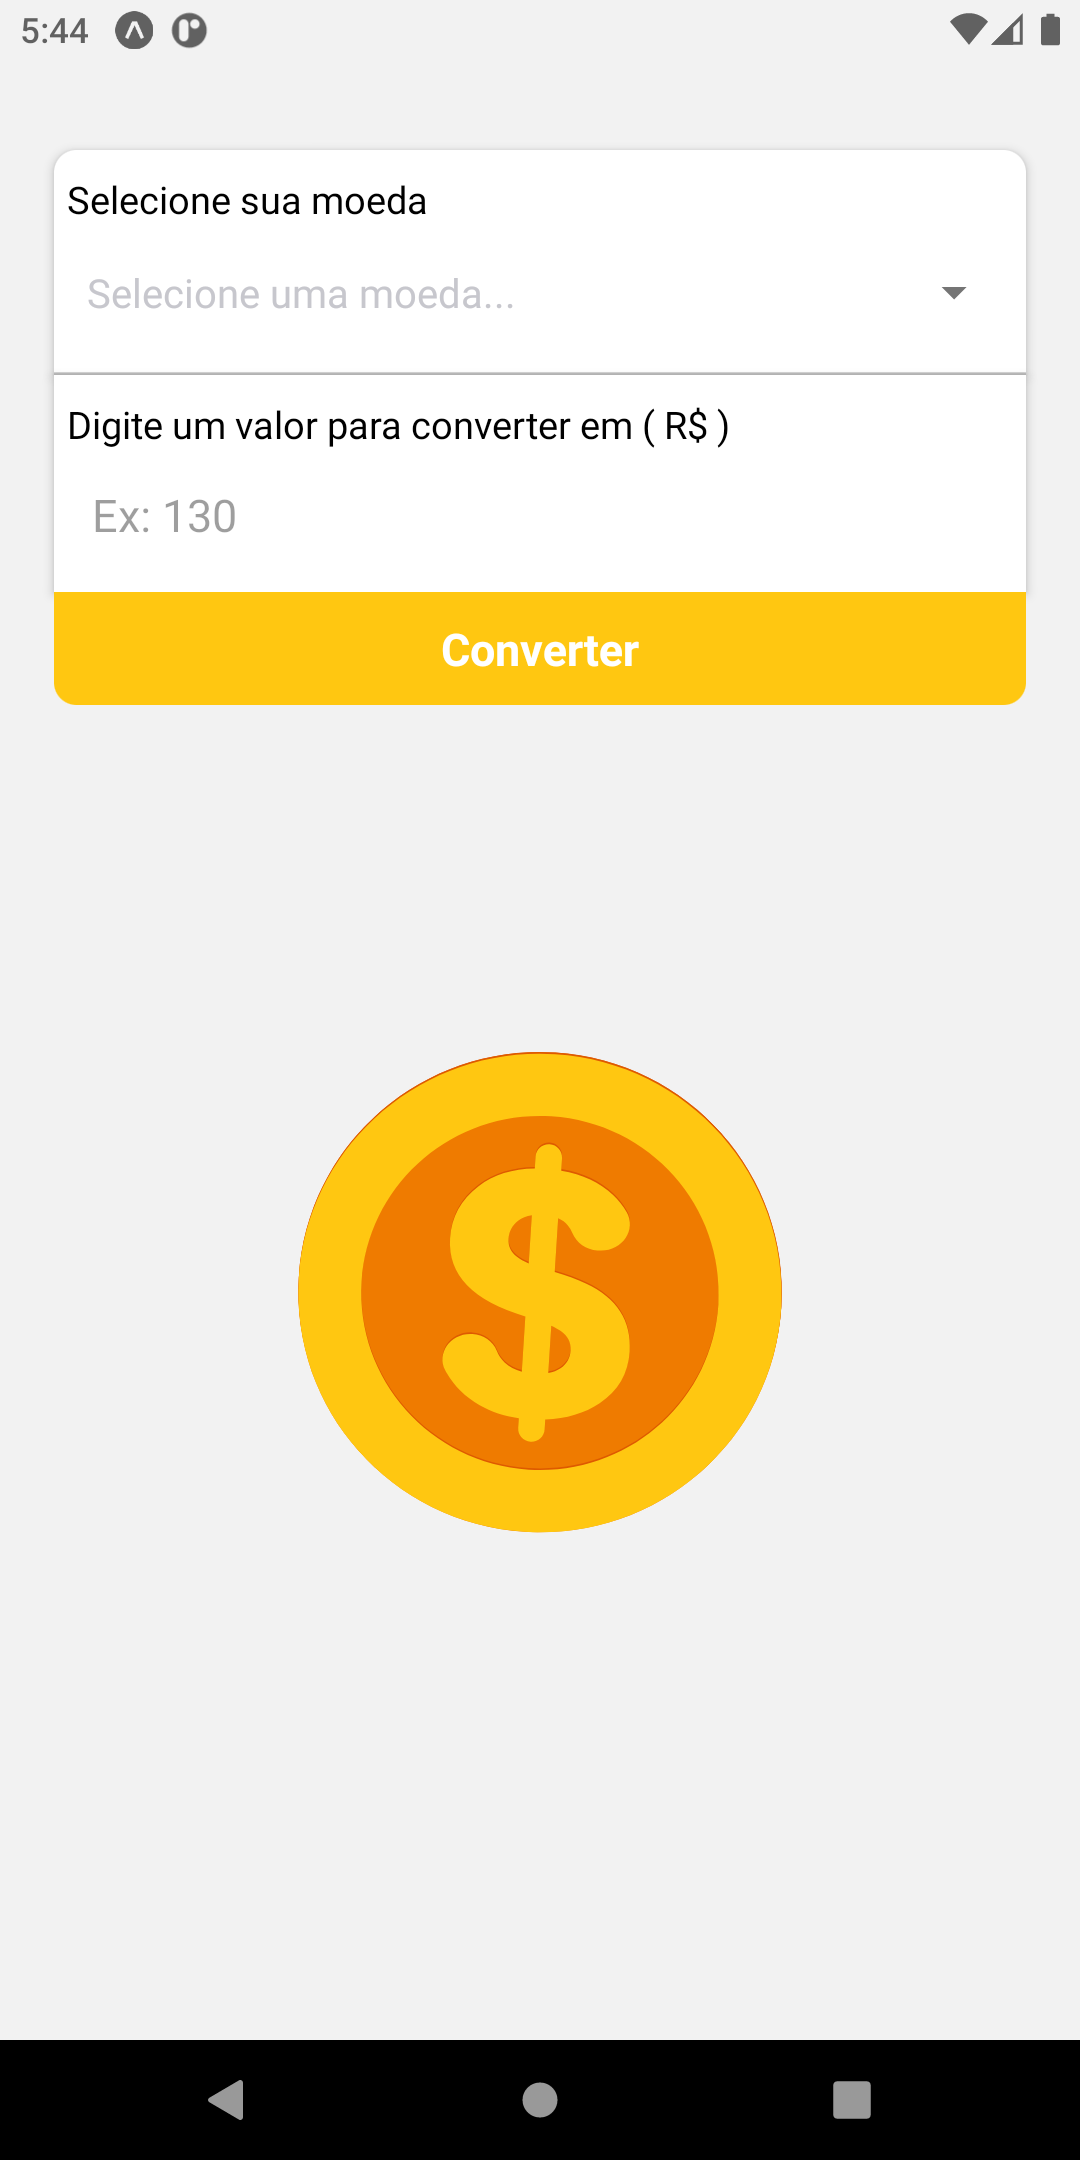 5:44
Selecione sua moeda
Selecione uma moeda...
Digite um valor para converter em ( R$ )
Ex: 130
Converter
$